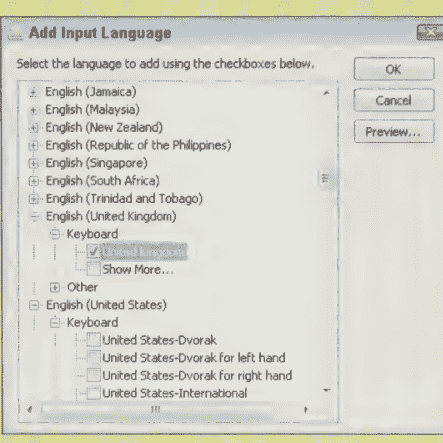 Add Input Language
Select the language to add using the checkboxes below.
OK
Cancel
Preview...
English (Jamaica)
English (Malaysia)
English (New Zealand)
English (Republic of the Philippines)
English (Singapore)
English (South Africa)
English (Trinidad and Tobago)
English (United Kingdom)
Keyboard
United Kingdom
Show More...
Other
English (United States)
Keyboard
United States-Dvorak
United States-Dvorak for left hand
United States-Dvorak for right hand
United States-International